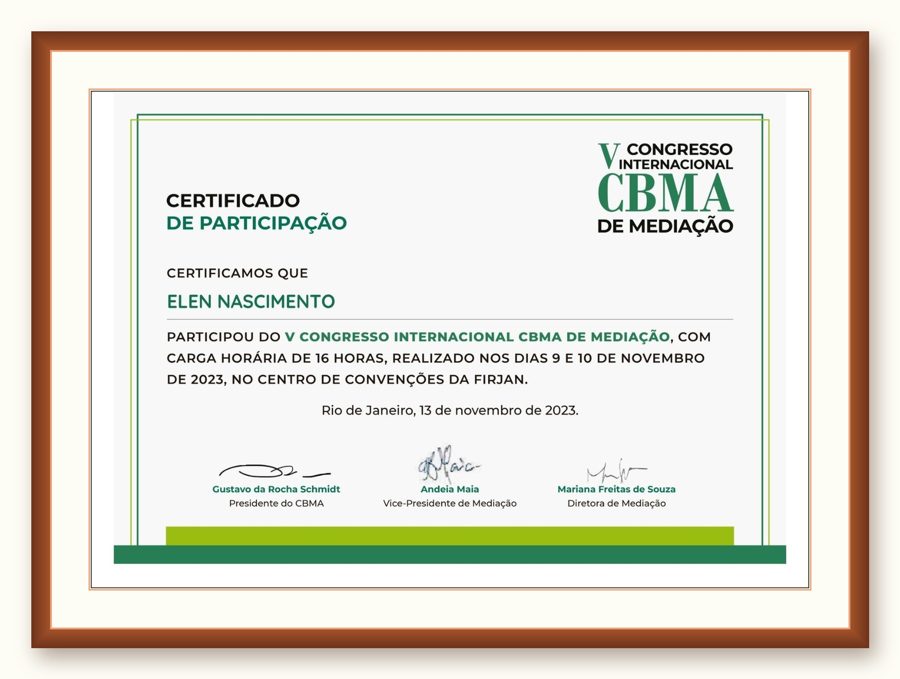 V CONGRESSO
INTERNACIONAL
CBMA
DE MEDIAÇÃO
CERTIFICADO
DE PARTICIPAÇÃO
CERTIFICAMOS QUE
ELEN NASCIMENTO
PARTICIPOU DO V CONGRESSO INTERNACIONAL CBMA DE MEDIAÇÃO, COM
CARGA HORÁRIA DE 16 HORAS, REALIZADO NOS DIAS 9 E 10 DE NOVEMBRO
DE 2023, NO CENTRO DE CONVENÇÕES DA FIRJAN.
Rio de Janeiro, 13 de novembro de 2023.
Gustavo da Rocha Schmidt
Presidente do CBMA
Andeia Maia
Vice-Presidente de Mediação
Mariana Freitas de Souza
Diretora de Mediação